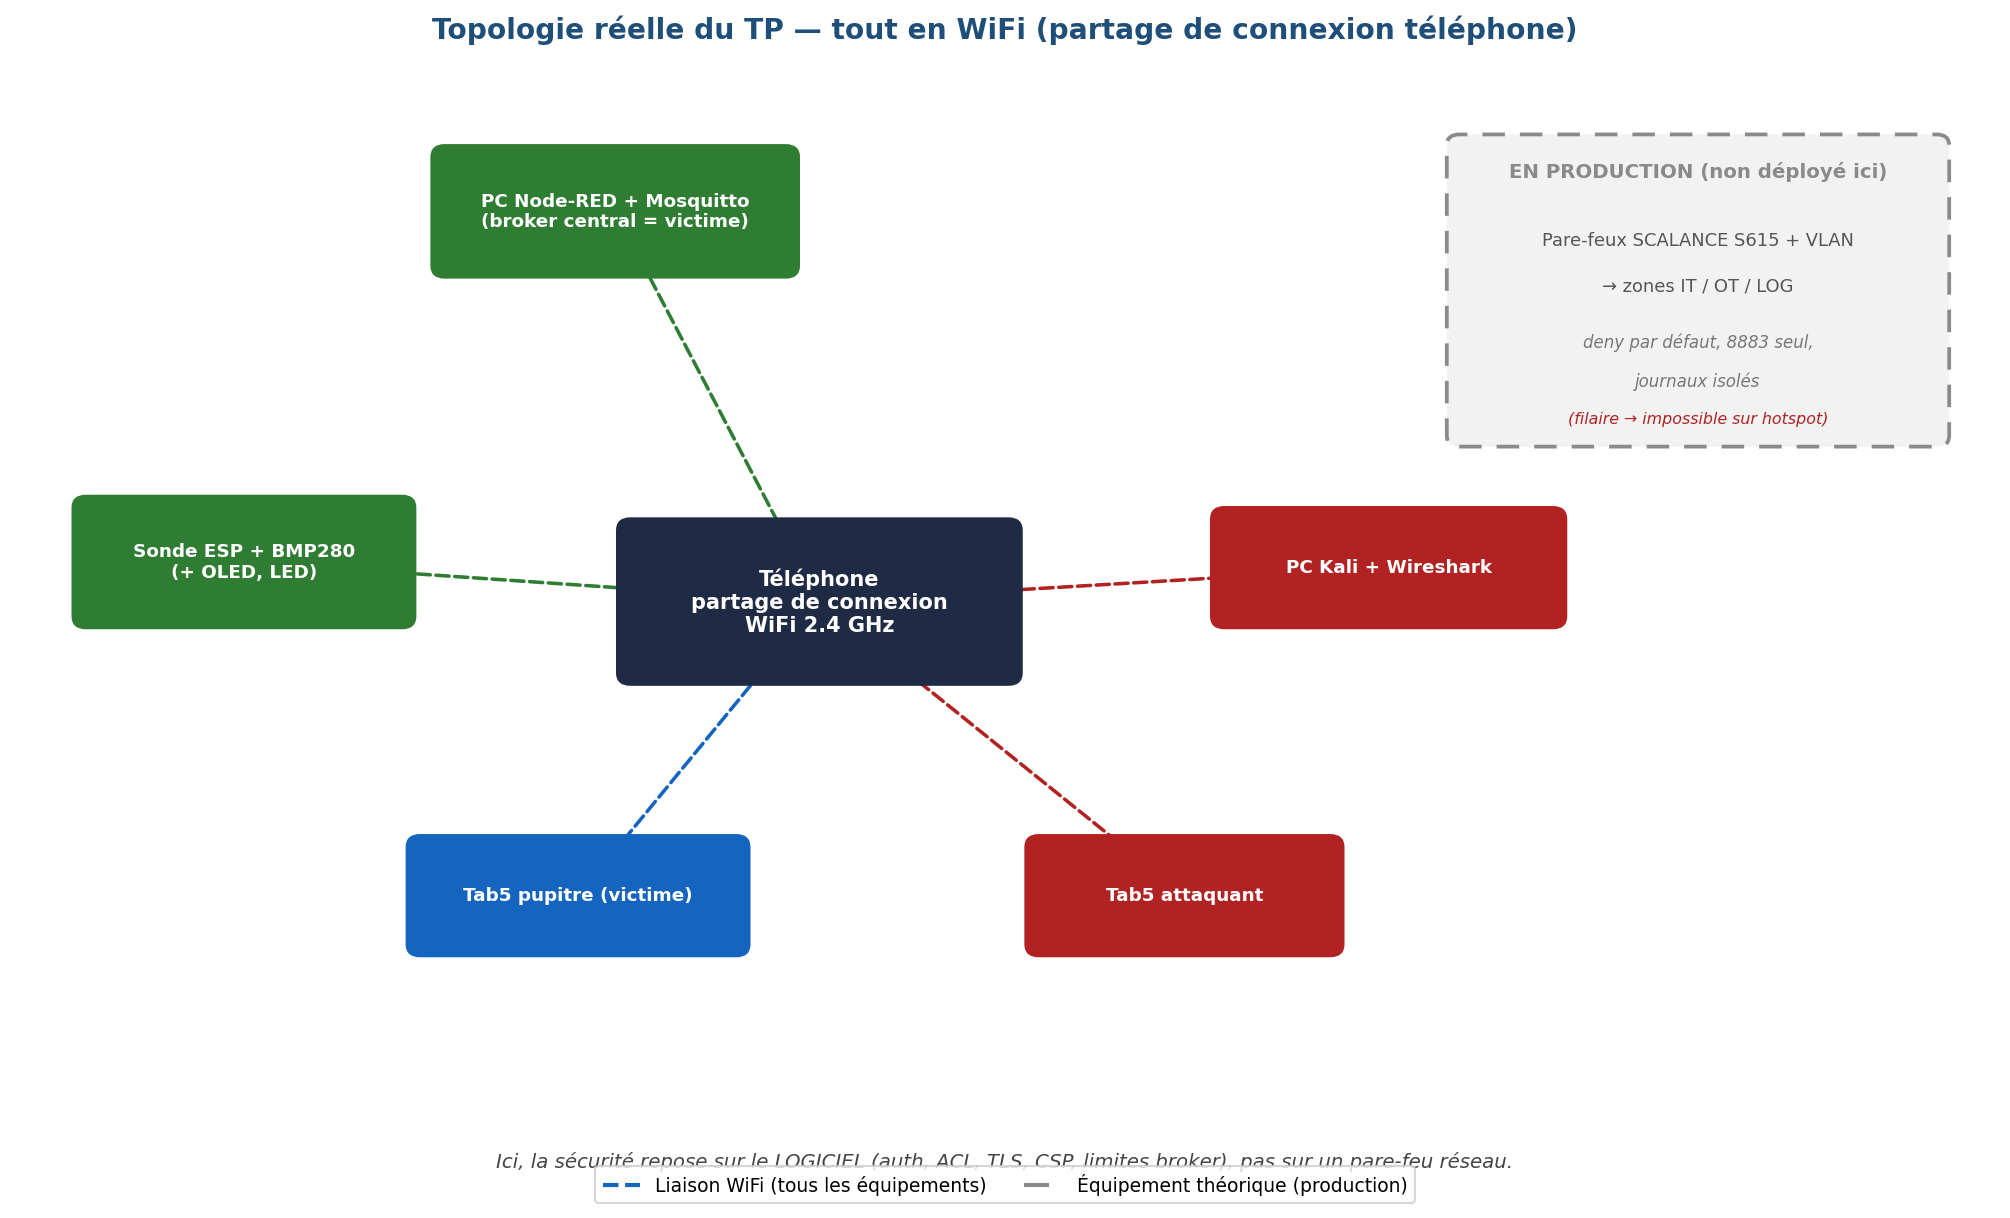 Topologie réelle du TP — tout en WiFi (partage de connexion téléphone)
PC Node-RED + Mosquitto
(broker central = victime)
EN PRODUCTION (non déployé ici)
Pare-feux SCALANCE S615 + VLAN
→ zones IT / OT / LOG
deny par défaut, 8883 seul,
journaux isolés
(filaire → impossible sur hotspot)
Sonde ESP + BMP280
(+ OLED, LED)
Téléphone
partage de connexion
WiFi 2.4 GHz
PC Kali + Wireshark
Tab5 pupitre (victime)
Tab5 attaquant
Ici, la sécurité repose sur le LOGICIEL (auth, ACL, TLS, CSP, limites broker), pas sur un pare-feu réseau.
Liaison WiFi (tous les équipements)
Équipement théorique (production)